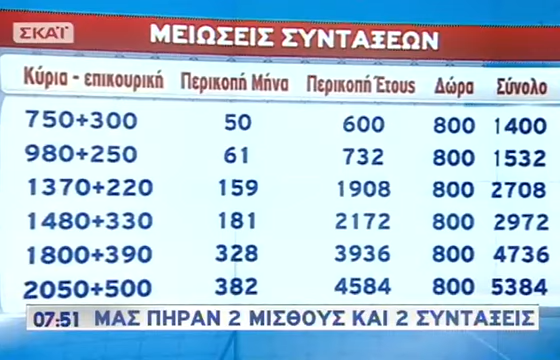 ΣΚΑΪ ΜΕΙΩΣΕΙΣ ΣΥΝΤΑΞΕΩΝ
Κύρια - επικουρική Περικοπή Μήνα Περικοπή Έτους Δώρα Σύνολο
750+300 50 600 800 1400
980+250 61 732 800 1532
1370+220 159 1908 800 2708
1480+330 181 2172 800 2972
1800+390 328 3936 800 4736
2050+500 382 4584 800 5384
07:51 ΜΑΣ ΠΗΡΑΝ 2 ΜΙΣΘΟΥΣ ΚΑΙ 2 ΣΥΝΤΑΞΕΙΣ